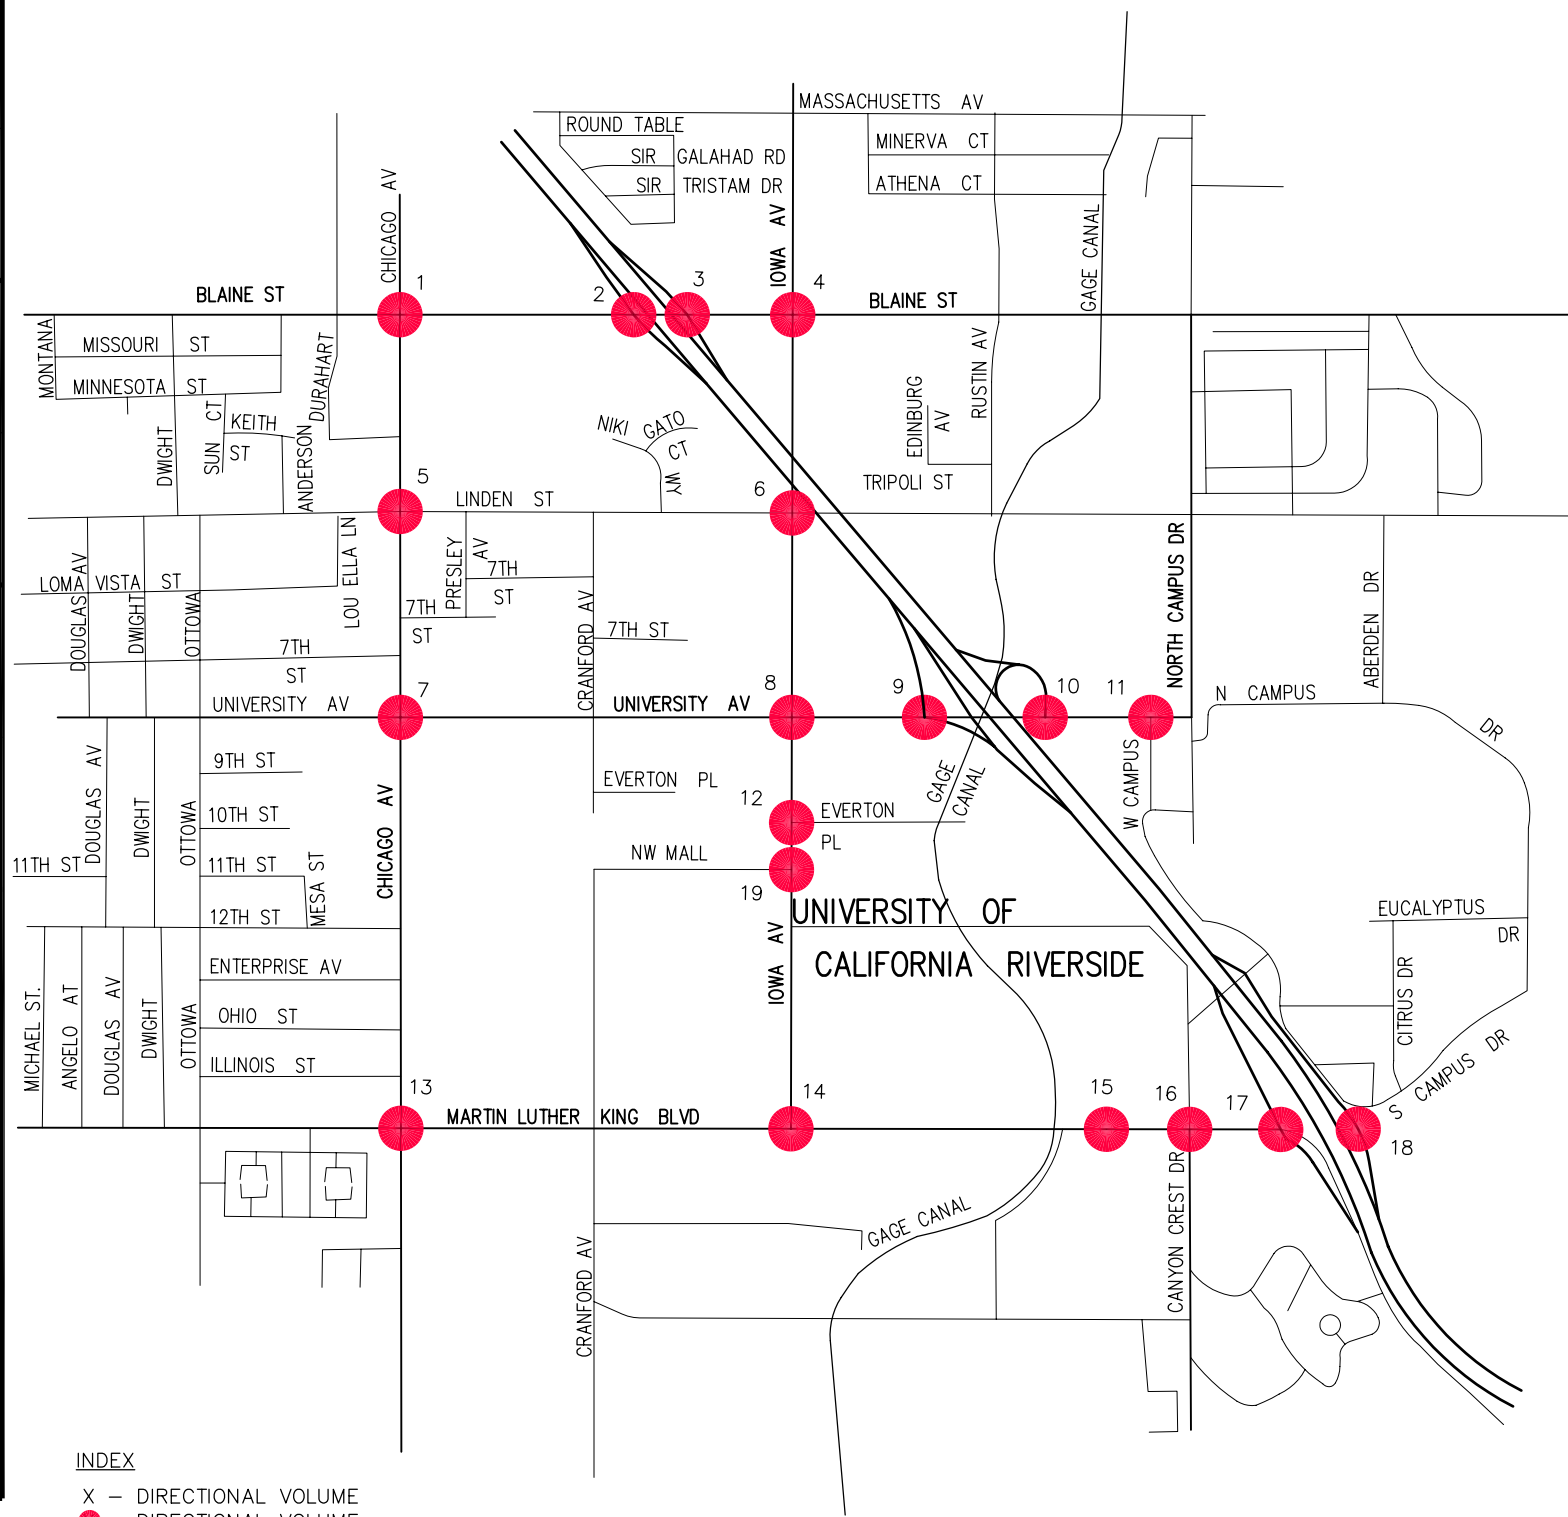 MASSACHUSETTS AV
ROUND TABLE
MINERVA CT
SIR GALAHAD RD
SIR TRISTAM DR
ATHENA CT
CHICAGO AV
IOWA AV
GAGE CANAL
1
2
3
4
BLAINE ST
BLAINE ST
MONTANA
MISSOURI ST
MINNESOTA ST
DURAHART
SUN CT
KEITH
ST
DWIGHT
ANDERSON
NIKI GATO
CT
WY
EDINBURG
AV
RUSTIN AV
TRIPOLI ST
5
LINDEN ST
6
LOU ELLA LN
PRESLEY
AV
7TH
ST
NORTH CAMPUS DR
DOUGLAS AV
LOMA VISTA ST
DWIGHT
OTTOWA
7TH
ST
CRANFORD AV
7TH ST
ABERDEN DR
7TH
ST
UNIVERSITY AV
7
UNIVERSITY AV
8
9
10
11
N CAMPUS
DR
DOUGLAS AV
DWIGHT
OTTOWA
9TH ST
10TH ST
11TH ST
11TH ST
MESA ST
12TH ST
CHICAGO AV
EVERTON PL
12
EVERTON
PL
GAGE
CANAL
W CAMPUS
NW MALL
19
UNIVERSITY OF
CALIFORNIA RIVERSIDE
IOWA AV
EUCALYPTUS
DR
CITRUS DR
S CAMPUS DR
MICHAEL ST.
ANGELO AT
DOUGLAS AV
DWIGHT
OTTOWA
ENTERPRISE AV
OHIO ST
ILLINOIS ST
13
MARTIN LUTHER KING BLVD
14
15
16
17
18
CANYON CREST DR
GAGE CANAL
CRANFORD AV
INDEX
X – DIRECTIONAL VOLUME
DIRECTIONAL VOLUME